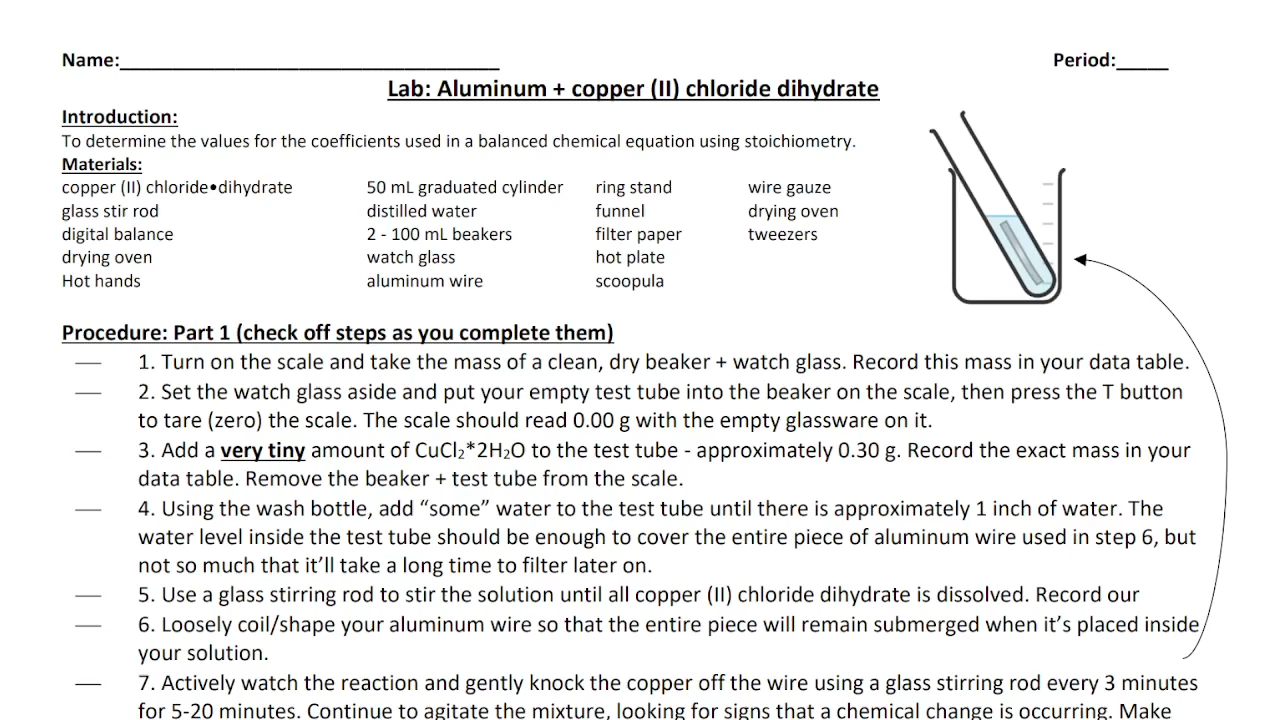 Name:___________________________________ Period:_____
Lab: Aluminum + copper (II) chloride dihydrate
Introduction:
To determine the values for the coefficients used in a balanced chemical equation using stoichiometry.
Materials:
copper (II) chloride•dihydrate 50 mL graduated cylinder ring stand wire gauze
glass stir rod distilled water funnel drying oven
digital balance 2 - 100 mL beakers filter paper tweezers
drying oven watch glass hot plate
Hot hands aluminum wire scoopula
Procedure: Part 1 (check off steps as you complete them)
___ 1. Turn on the scale and take the mass of a clean, dry beaker + watch glass. Record this mass in your data table.
___ 2. Set the watch glass aside and put your empty test tube into the beaker on the scale, then press the T button
to tare (zero) the scale. The scale should read 0.00 g with the empty glassware on it.
___ 3. Add a very tiny amount of CuCl₂*2H₂O to the test tube - approximately 0.30 g. Record the exact mass in your
data table. Remove the beaker + test tube from the scale.
___ 4. Using the wash bottle, add “some” water to the test tube until there is approximately 1 inch of water. The
water level inside the test tube should be enough to cover the entire piece of aluminum wire used in step 6, but
not so much that it’ll take a long time to filter later on.
___ 5. Use a glass stirring rod to stir the solution until all copper (II) chloride dihydrate is dissolved. Record our
___ 6. Loosely coil/shape your aluminum wire so that the entire piece will remain submerged when it’s placed inside
your solution.
___ 7. Actively watch the reaction and gently knock the copper off the wire using a glass stirring rod every 3 minutes
for 5-20 minutes. Continue to agitate the mixture, looking for signs that a chemical change is occurring. Make